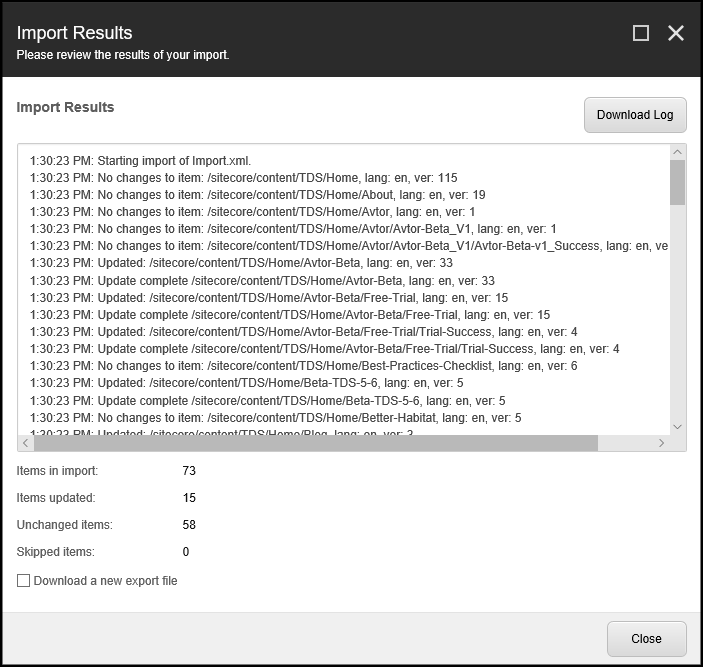 Import Results
Please review the results of your import.
Import Results
Download Log
1:30:23 PM: Starting import of Import.xml.
1:30:23 PM: No changes to item: /sitecore/content/TDS/Home, lang: en, ver: 115
1:30:23 PM: No changes to item: /sitecore/content/TDS/Home/About, lang: en, ver: 19
1:30:23 PM: No changes to item: /sitecore/content/TDS/Home/Avtor, lang: en, ver: 1
1:30:23 PM: No changes to item: /sitecore/content/TDS/Home/Avtor/Avtor-Beta_V1, lang: en, ver: 1
1:30:23 PM: No changes to item: /sitecore/content/TDS/Home/Avtor/Avtor-Beta_V1/Avtor-Beta-v1_Success, lang: en, ve
1:30:23 PM: Updated: /sitecore/content/TDS/Home/Avtor-Beta, lang: en, ver: 33
1:30:23 PM: Update complete /sitecore/content/TDS/Home/Avtor-Beta, lang: en, ver: 33
1:30:23 PM: Updated: /sitecore/content/TDS/Home/Avtor-Beta/Free-Trial, lang: en, ver: 15
1:30:23 PM: Update complete /sitecore/content/TDS/Home/Avtor-Beta/Free-Trial, lang: en, ver: 15
1:30:23 PM: Updated: /sitecore/content/TDS/Home/Avtor-Beta/Free-Trial/Trial-Success, lang: en, ver: 4
1:30:23 PM: Update complete /sitecore/content/TDS/Home/Avtor-Beta/Free-Trial/Trial-Success, lang: en, ver: 4
1:30:23 PM: No changes to item: /sitecore/content/TDS/Home/Best-Practices-Checklist, lang: en, ver: 6
1:30:23 PM: Updated: /sitecore/content/TDS/Home/Beta-TDS-5-6, lang: en, ver: 5
1:30:23 PM: Update complete /sitecore/content/TDS/Home/Beta-TDS-5-6, lang: en, ver: 5
1:30:23 PM: No changes to item: /sitecore/content/TDS/Home/Better-Habitat, lang: en, ver: 5
1:30:23 PM: Updated: /sitecore/content/TDS/Home/Blog, lang: en, ver: 3
Items in import: 73
Items updated: 15
Unchanged items: 58
Skipped items: 0
Download a new export file
Close